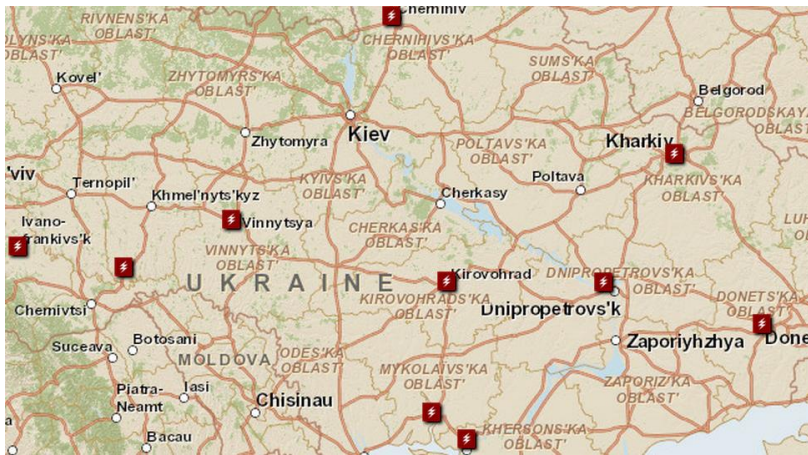 Cheminiv
RIVNENS'KA
OBLAST'
OLYNS'KA
OBLAST'
CHERNIHIVS'KA
OBLAST'
SUMS'KA
OBLAST'
Kovel'
ZHYTOMYRS'KA
OBLAST'
Belgorod
BELGORODSKAYA
OBLAST'
Kiev
Zhytomyra
Kharkiv
POLTAVS'KA
OBLAST'
'viv
Ternopil'
Khmel'nyts'kyz
KYIVS'KA
OBLAST'
Cherkasy
Poltava
KHARKIVS'KA
OBLAST'
Ivano-
frankivs'k
Vinnytsya
CHERKAS'KA
OBLAST'
LU
VINNYTS'KA
OBLAST'
UKRAINE
Kirovohrad
DNIPROPETROVS'KA
OBLAST'
KIROVOHRADS'KA
OBLAST'
Dnipropetrovs'k
DONETS'KA
OBLAST'
Chernivtsi
Suceava
Botosani
MOLDOVA
ODES'KA
OBLAST'
Zaporiyhzhya
Done
MYKOLAIVS'KA
OBLAST'
ZAPORIZ'KA
OBLAST'
Piatra-
Neamt
Iasi
Chisinau
KHERSONS'KA
OBLAST'
Bacau
a